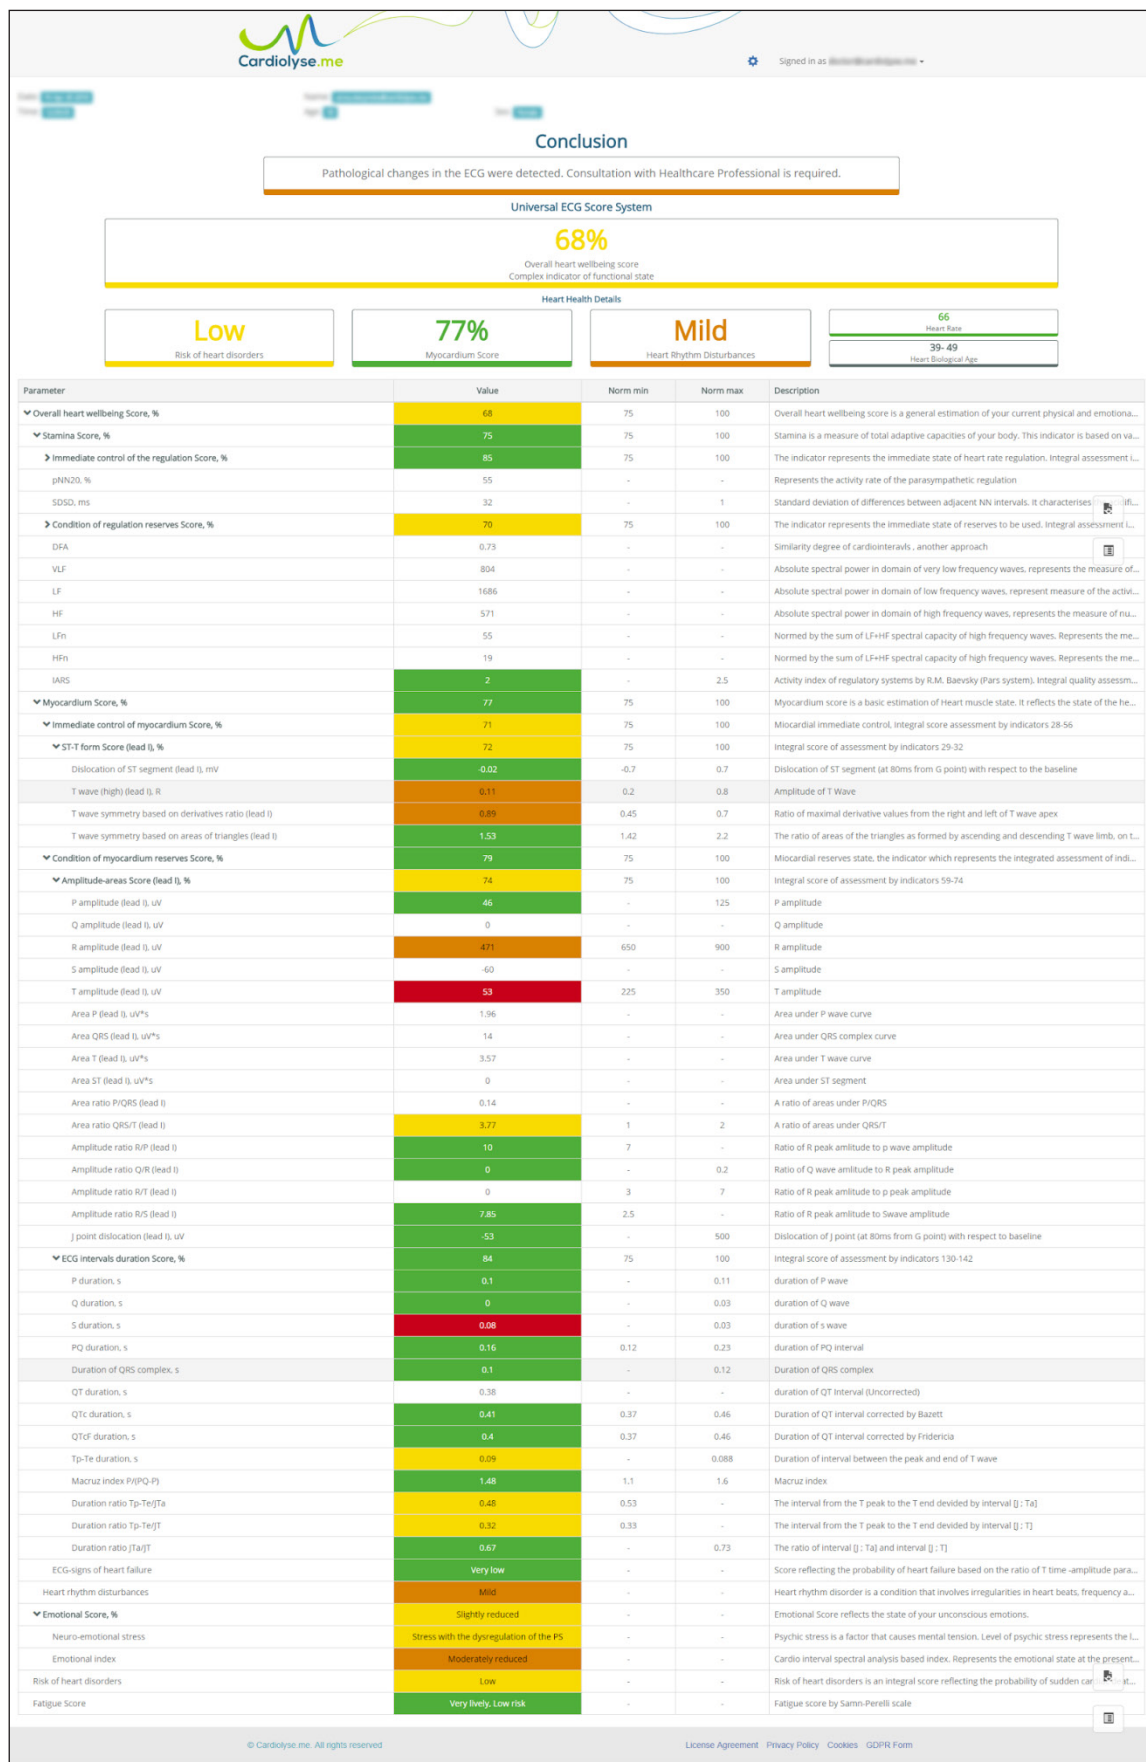 Cardiolyse.me
Signed in as
Conclusion
Pathological changes in the ECG were detected. Consultation with Healthcare Professional is required.
Universal ECG Score System
68%
Overall heart wellbeing score
Complex indicator of functional state
Heart Health Details
Low
Risk of heart disorders
77%
Myocardium Score
Mild
Heart Rhythm Disturbances
66
Heart Rate
39- 49
Heart Biological Age
Parameter Value Norm min Norm max Description
Overall heart wellbeing Score, % 68 75 100 Overall heart wellbeing score is a general estimation of your current physical and emotiona...
Stamina Score, % 75 75 100 Stamina is a measure of total adaptive capacities of your body. This indicator is based on va...
Immediate control of the regulation Score, % 85 75 100 The indicator represents the immediate state of heart rate regulation. Integral assessment i...
pNN20, % 55 Represents the activity rate of the parasympathetic regulation
SDSD, ms 32 - 1 Standard deviation of differences between adjacent NN intervals. It characterises
Condition of regulation reserves Score, % 70 75 100 The indicator represents the immediate state of reserves to be used. Integral assessment i...
DFA 0.73 - - Similarity degree of cardiointeravls , another approach
VLF 804 - - Absolute spectral power in domain of very low frequency waves, represents the measure of...
LF 1686 - - Absolute spectral power in domain of low frequency waves, represent measure of the activi...
HF 571 - - Absolute spectral power in domain of high frequency waves, represents the measure of nu...
LFn 55 - - Normed by the sum of LF+HF spectral capacity of high frequency waves. Represents the me...
HFn 19 - - Normed by the sum of LF+HF spectral capacity of high frequency waves. Represents the me...
IARS 2 - 2.5 Activity index of regulatory systems by R.M. Baevsky (Pars system). Integral quality assessm...
Myocardium Score, % 77 75 100 Myocardium score is a basic estimation of Heart muscle state. It reflects the state of the he...
Immediate control of myocardium Score, % 71 75 100 Miocardial immediate control, integral score assessment by indicators 28-56
ST-T form Score (lead I), % 72 75 100 Integral score of assessment by indicators 29-32
Dislocation of ST segment (lead I), mV -0.02 -0.7 0.7 Dislocation of ST segment (at 80ms from G point) with respect to the baseline
T wave (high) (lead I), R 0.11 0.2 0.8 Amplitude of T Wave
T wave symmetry based on derivatives ratio (lead I) 0.89 0.45 0.7 Ratio of maximal derivative values from the right and left of T wave apex
T wave symmetry based on areas of triangles (lead I) 1.53 1.42 2.2 The ratio of areas of the triangles as formed by ascending and descending T wave limb, on t...
Condition of myocardium reserves Score, % 79 75 100 Miocardial reserves state, the indicator which represents the integrated assessment of indi...
Amplitude-areas Score (lead I), % 74 75 100 Integral score of assessment by indicators 59-74
P amplitude (lead I), uV 46 - 125 P amplitude
Q amplitude (lead I), uV 0 - - Q amplitude
R amplitude (lead I), uV 471 650 900 R amplitude
S amplitude (lead I), uV -60 - - S amplitude
T amplitude (lead I), uV 53 225 350 T amplitude
Area P (lead I), uV*s 1.96 - - Area under P wave curve
Area QRS (lead I), uV*s 14 - - Area under QRS complex curve
Area T (lead I), uV*s 3.57 - - Area under T wave curve
Area ST (lead I), uV*s 0 - - Area under ST segment
Area ratio P/QRS (lead I) 0.14 - - A ratio of areas under P/QRS
Area ratio QRS/T (lead I) 3.77 1 2 A ratio of areas under QRS/T
Amplitude ratio R/P (lead I) 10 7 - Ratio of R peak amlitude to p wave amplitude
Amplitude ratio Q/R (lead I) 0 - 0.2 Ratio of Q wave amlitude to R peak amplitude
Amplitude ratio R/T (lead I) 0 3 7 Ratio of R peak amlitude to p peak amplitude
Amplitude ratio R/S (lead I) 7.85 2.5 - Ratio of R peak amlitude to Swave amplitude
J point dislocation (lead I), uV -53 - 500 Dislocation of J point (at 80ms from G point) with respect to baseline
ECG intervals duration Score, % 84 75 100 Integral score of assessment by indicators 130-142
P duration, s 0.1 - 0.11 duration of P wave
Q duration, s 0 - 0.03 duration of Q wave
S duration, s 0.08 - 0.03 duration of s wave
PQ duration, s 0.16 0.12 0.23 duration of PQ interval
Duration of QRS complex, s 0.1 - 0.12 Duration of QRS complex
QT duration, s 0.38 - - duration of QT Interval (Uncorrected)
QTc duration, s 0.41 0.37 0.46 Duration of QT interval corrected by Bazett
QTcF duration, s 0.4 0.37 0.46 Duration of QT interval corrected by Fridericia
Tp-Te duration, s 0.09 - 0.088 Duration of interval between the peak and end of T wave
Macruz index P/(PQ-P) 1.48 1.1 1.6 Macruz index
Duration ratio Tp-Te/JTa 0.48 0.53 - The interval from the T peak to the T end devided by interval [J ; Ta]
Duration ratio Tp-Te/JT 0.32 0.33 - The interval from the T peak to the T end devided by interval [J ; T]
Duration ratio JTa/JT 0.67 - 0.73 The ratio of interval [J ; Ta] and interval [J ; T]
ECG-signs of heart failure Very low - - Score reflecting the probability of heart failure based on the ratio of T time -amplitude para...
Heart rhythm disturbances Mild - - Heart rhythm disorder is a condition that involves irregularities in heart beats, frequency a...
Emotional Score, % Slightly reduced - - Emotional Score reflects the state of your unconscious emotions.
Neuro-emotional stress Stress with the dysregulation of the PS - - Psychic stress is a factor that causes mental tension. Level of psychic stress represents the l...
Emotional index Moderately reduced - - Cardio interval spectral analysis based index. Represents the emotional state at the present...
Risk of heart disorders Low - - Risk of heart disorders is an integral score reflecting the probability of sudden
Fatigue Score Very lively, Low risk - - Fatigue score by Samn-Perelli scale
© Cardiolyse.me. All rights reserved License Agreement Privacy Policy Cookies GDPR Form